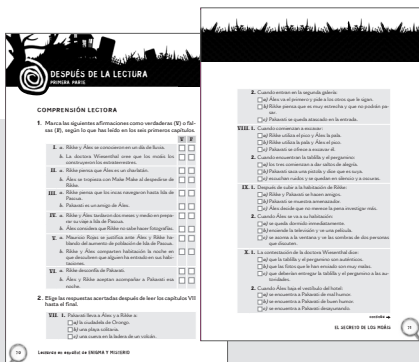 DESPUÉS DE LA LECTURA
PRIMERA PARTE
COMPRENSIÓN LECTORA
1. Marca las siguientes afirmaciones como verdaderas (V) o fal-
sas (F), según lo que has leído en los seis primeros capítulos.
V F
I. a. Rikke y Álex se conocieron en un día de lluvia.
b. La doctora Wiesenthal cree que los moáis los
construyeron los extraterrestres.
II. a. Rikke piensa que Álex es un charlatán.
b. Álex se tropieza con Make Make al despedirse de
Rikke.
III. a. Rikke piensa que los incas navegaron hasta Isla de
Pascua.
b. Pakarati es un amigo de Álex.
IV. a. Rikke y Álex tardaron dos meses y medio en prepa-
rar su viaje a Isla de Pascua.
b. Álex considera que Rikke no sabe hacer fotografías.
V. a. Mauricio Rojas se justifica ante Álex y Rikke ha-
blando del aumento de población de Isla de Pascua.
b. Rikke y Álex comparten habitación la noche en
que descubren que alguien ha entrado en sus habi-
taciones.
VI. a. Rikke desconfía de Pakarati.
b. Álex y Rikke aceptan acompañar a Pakarati esa
noche.
2. Elige las respuestas acertadas después de leer los capítulos VII
hasta el final.
VII. 1. Pakarati lleva a Álex y a Rikke a:
a) la ciudadela de Orongo.
b) una playa solitaria.
c) una cueva en la ladera de un volcán.
70
Lecturas en español de ENIGMA Y MISTERIO
2. Cuando entran en la segunda galería:
a) Álex va el primero y pide a los otros que le sigan.
b) Rikke piensa que es muy estrecha y que no podrán pa-
sar.
c) Pakarati se queda atascado en la entrada.
VIII. 1. Cuando comienzan a excavar:
a) Rikke utiliza el pico y Álex la pala.
b) Rikke utiliza la pala y Álex el pico.
c) Pakarati se ofrece a excavar él.
2. Cuando encuentran la tablilla y el pergamino:
a) los tres comienzan a dar saltos de alegría.
b) Pakarati saca una pistola y dice que es suya.
c) escuchan ruidos y se quedan en silencio y a oscuras.
IX. 1. Después de subir a la habitación de Rikke:
a) Rikke y Pakarati se hacen amigos.
b) Pakarati se muestra amenazador.
c) Álex decide que no merece la pena investigar más.
2. Cuando Álex se va a su habitación:
a) se queda dormido inmediatamente.
b) enciende la televisión y ve una película.
c) se asoma a la ventana y ve las sombras de dos personas
que discuten.
X. 1. La contestación de la doctora Wiesenthal dice:
a) que la tablilla y el pergamino son auténticos.
b) que las fotos que le han enviado son muy malas.
c) que deberían entregar la tablilla y el pergamino a las au-
toridades.
2. Cuando Álex baja al vestíbulo del hotel:
a) se encuentra a Pakarati de mal humor.
b) se encuentra a Pakarati de buen humor.
c) se encuentra a Pakarati desayunando.
continúa
EL SECRETO DE LOS MOÁIS
71